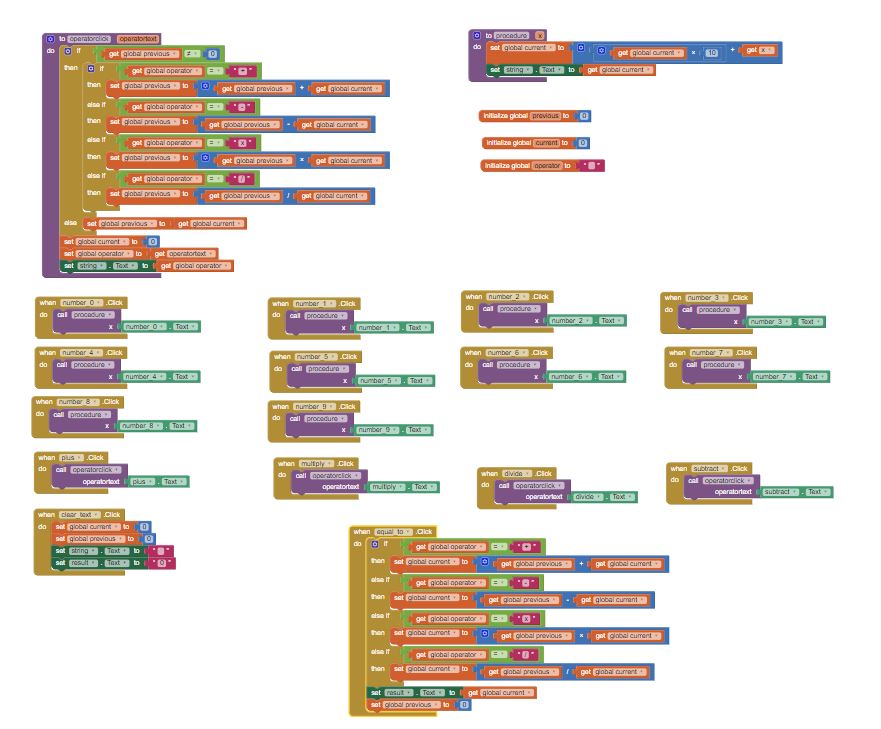 to operatorclick operatortext
do if get global previous ≠ 0
then if get global operator = " + "
then set global previous to get global previous + get global current
else if get global operator = " - "
then set global previous to get global previous - get global current
else if get global operator = " x "
then set global previous to get global previous × get global current
else if get global operator = " / "
then set global previous to get global previous / get global current
else set global previous to get global current
set global current to 0
set global operator to get operatortext
set string . Text to get global operator
to procedure x
do set global current to get global current × 10 + get x
set string . Text to get global current
initialize global previous to 0
initialize global current to 0
initialize global operator to " "
when number_0 .Click
do call procedure
x number_0 . Text
when number_1 .Click
do call procedure
x number_1 . Text
when number_2 .Click
do call procedure
x number_2 . Text
when number_3 .Click
do call procedure
x number_3 . Text
when number_4 .Click
do call procedure
x number_4 . Text
when number_5 .Click
do call procedure
x number_5 . Text
when number_6 .Click
do call procedure
x number_6 . Text
when number_7 .Click
do call procedure
x number_7 . Text
when number_8 .Click
do call procedure
x number_8 . Text
when number_9 .Click
do call procedure
x number_9 . Text
when plus .Click
do call operatorclick
operatortext plus . Text
when multiply .Click
do call operatorclick
operatortext multiply . Text
when divide .Click
do call operatorclick
operatortext divide . Text
when subtract .Click
do call operatorclick
operatortext subtract . Text
when clear_text .Click
do set global current to 0
set global previous to 0
set string . Text to " "
set result . Text to " 0 "
when equal_to .Click
do if get global operator = " + "
then set global current to get global previous + get global current
else if get global operator = " - "
then set global current to get global previous - get global current
else if get global operator = " x "
then set global current to get global previous × get global current
else if get global operator = " / "
then set global current to get global previous / get global current
set result . Text to get global current
set global previous to 0